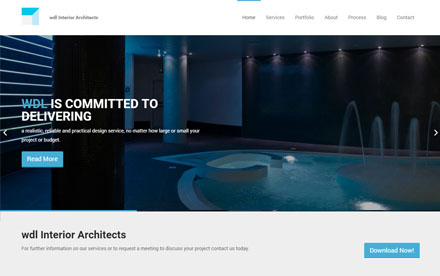 wdl Interior Architects
Home Services Portfolio About Process Blog Contact
WDL IS COMMITTED TO
DELIVERING
a realistic, reliable and practical design service, no matter how large or small your
project or budget.
Read More
wdl Interior Architects
For further information on our services or to request a meeting to discuss your project contact us today.
Download Now!